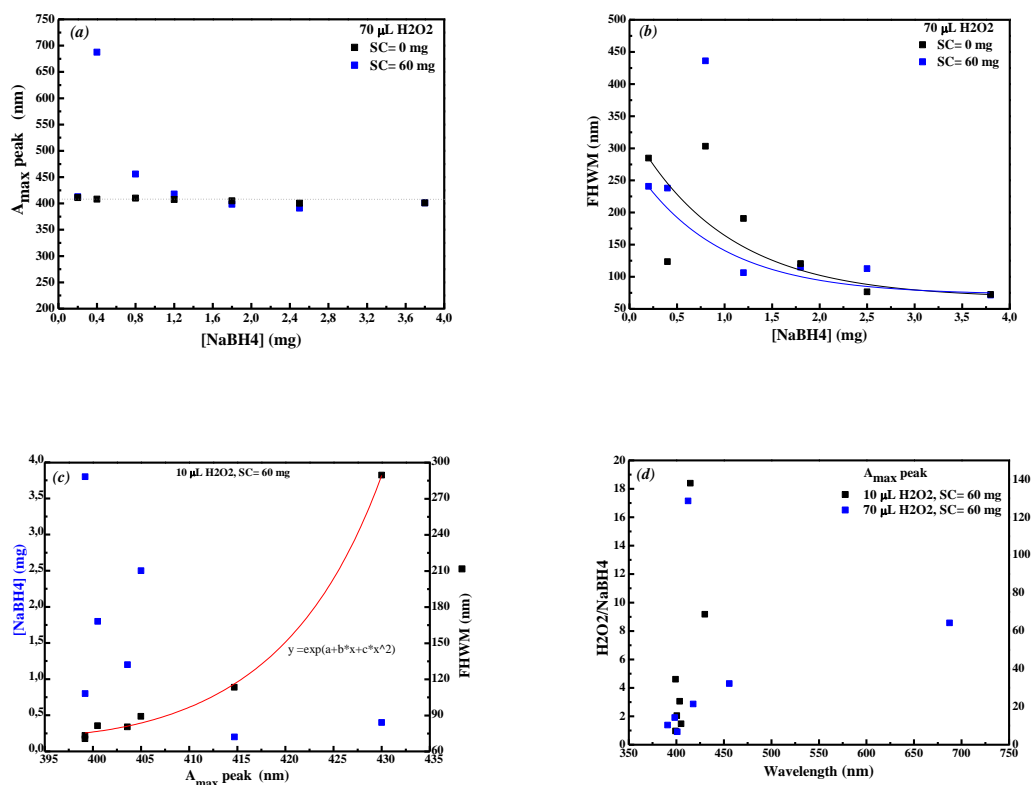 (a)
70 μL H2O2
SC= 0 mg
SC= 60 mg
750
700
650
600
550
500
450
400
350
300
250
200
A_max peak (nm)
0,0 0,4 0,8 1,2 1,6 2,0 2,4 2,8 3,2 3,6 4,0
[NaBH4] (mg)
(b)
70 μL H2O2
SC= 0 mg
SC= 60 mg
500
450
400
350
300
250
200
150
100
50
FHWM (nm)
0,0 0,5 1,0 1,5 2,0 2,5 3,0 3,5 4,0
[NaBH4] (mg)
(c)
10 μL H2O2, SC= 60 mg
4,0
3,5
3,0
2,5
2,0
1,5
1,0
0,5
0,0
[NaBH4] (mg)
y =exp(a+b*x+c*x^2)
300
270
240
210
180
150
120
90
60
FHWM (nm)
395 400 405 410 415 420 425 430 435
A_max peak (nm)
(d)
A_max peak
10 μL H2O2, SC= 60 mg
70 μL H2O2, SC= 60 mg
20
18
16
14
12
10
8
6
4
2
0
H2O2/NaBH4
140
120
100
80
60
40
20
0
350 400 450 500 550 600 650 700 750
Wavelength (nm)